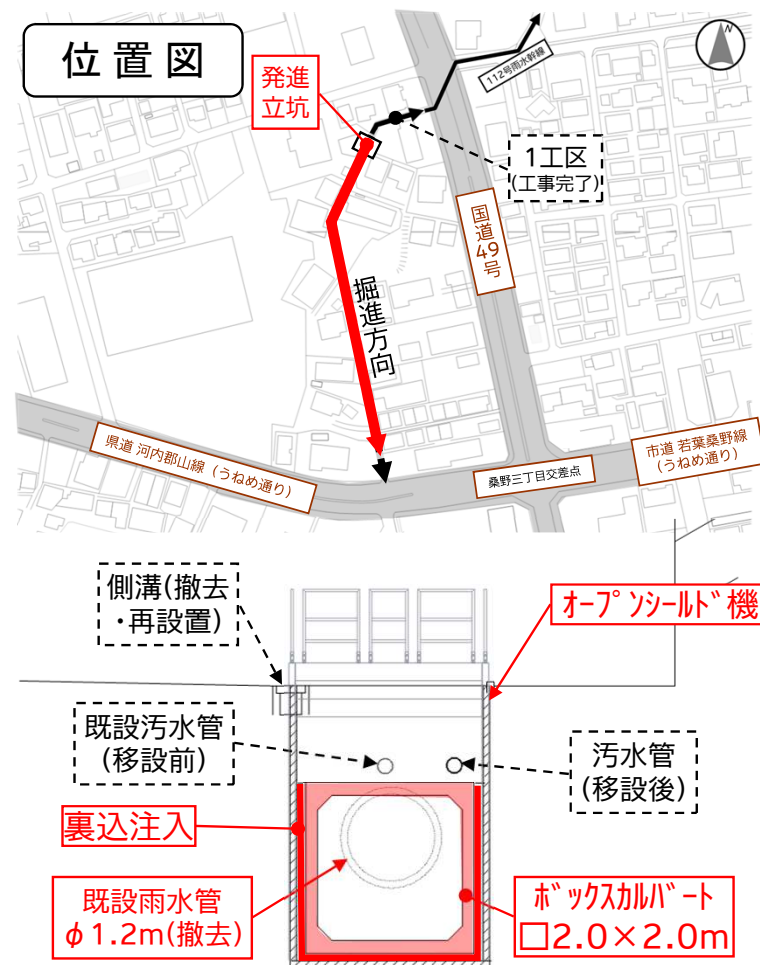 位置図
N
112号雨水幹線
発進
立坑
1工区
(工事完了)
国道49号
掘進方向
県道 河内郡山線（うねめ通り）
桑野三丁目交差点
市道 若葉桑野線
（うねめ通り）
側溝(撤去
・再設置)
ｵｰﾌﾟﾝｼｰﾙﾄﾞ機
既設汚水管
(移設前)
汚水管
(移設後)
裏込注入
既設雨水管
φ1.2m(撤去)
ﾎﾞｯｸｽｶﾙﾊﾞｰﾄ
□2.0×2.0m